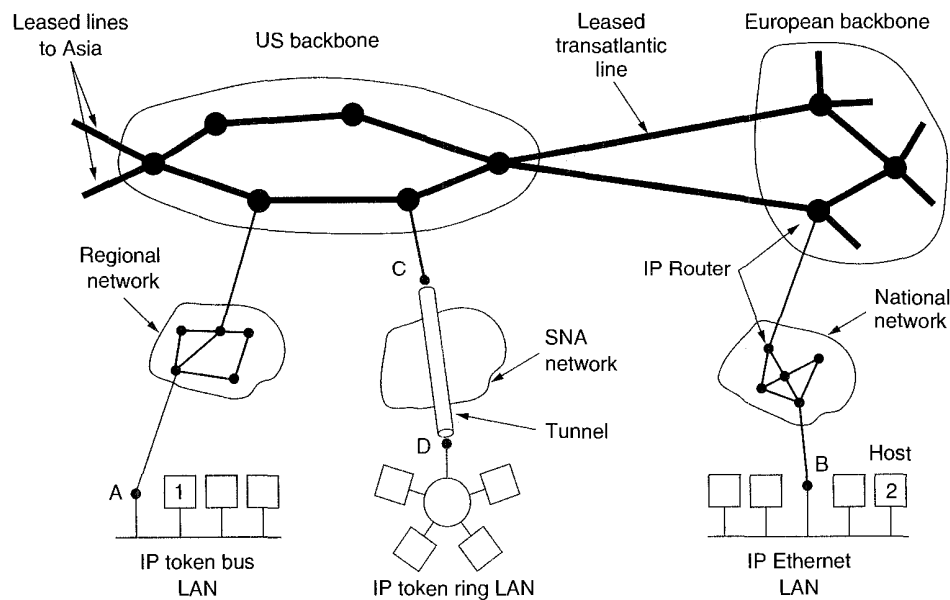 Leased lines
to Asia
US backbone
Leased
transatlantic
line
European backbone
Regional
network
C
SNA
network
Tunnel
D
IP Router
National
network
A
1
B
Host
2
IP token bus
LAN
IP token ring LAN
IP Ethernet
LAN